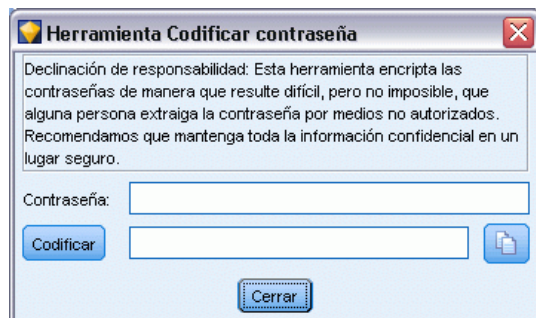 Herramienta Codificar contraseña
Declinación de responsabilidad: Esta herramienta encripta las
contraseñas de manera que resulte difícil, pero no imposible, que
alguna persona extraiga la contraseña por medios no autorizados.
Recomendamos que mantenga toda la información confidencial en un
lugar seguro.
Contraseña:
Codificar
Cerrar